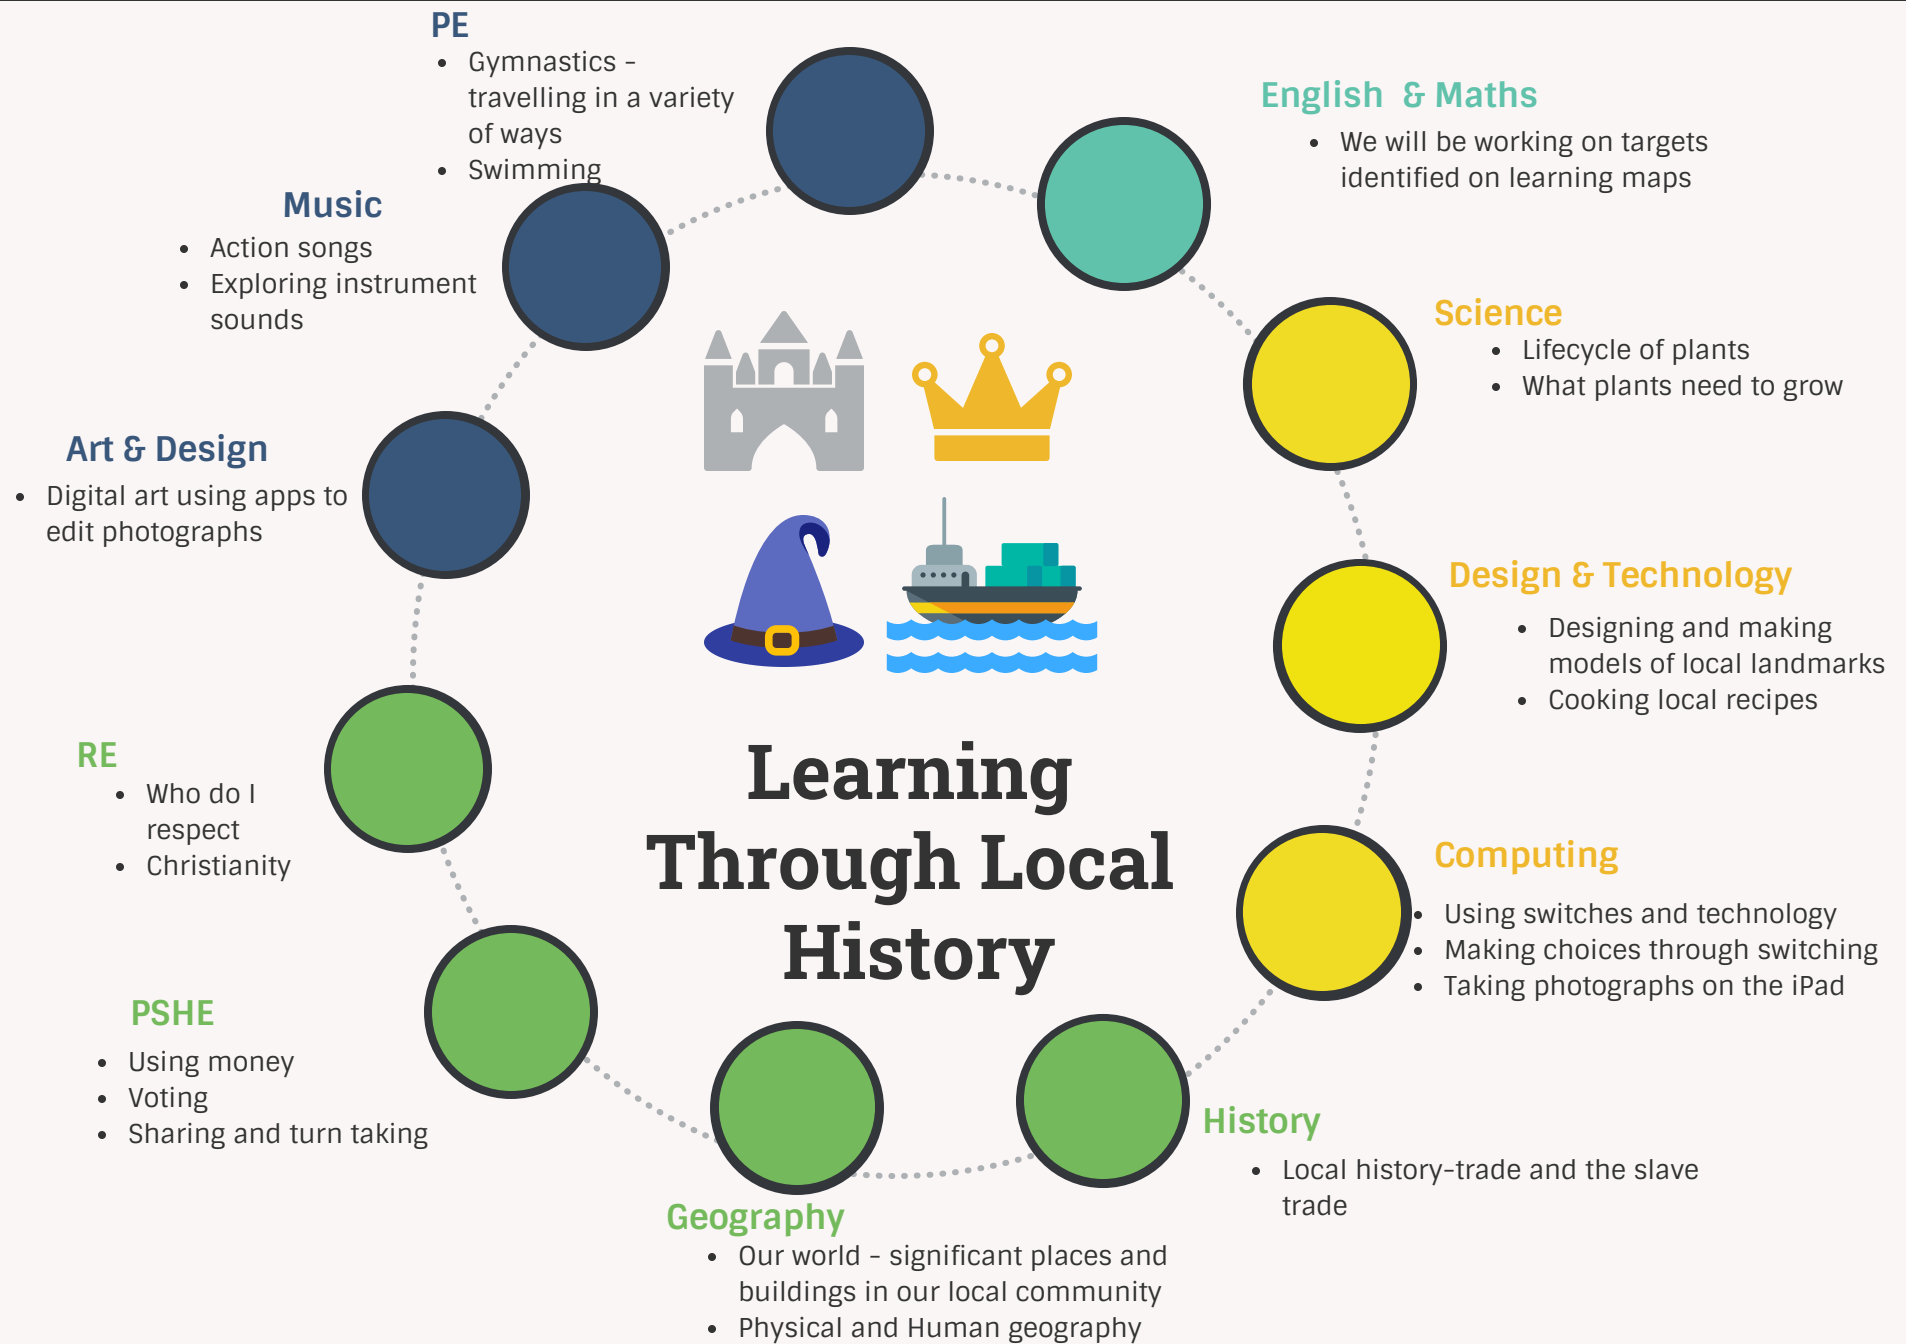 PE
• Gymnastics -
travelling in a variety
of ways
• Swimming
English & Maths
• We will be working on targets
identified on learning maps
Music
• Action songs
• Exploring instrument
sounds
Science
• Lifecycle of plants
• What plants need to grow
Art & Design
• Digital art using apps to
edit photographs
Design & Technology
• Designing and making
models of local landmarks
• Cooking local recipes
RE
• Who do I
respect
• Christianity
Learning
Through Local
History
Computing
• Using switches and technology
• Making choices through switching
• Taking photographs on the iPad
PSHE
• Using money
• Voting
• Sharing and turn taking
History
• Local history-trade and the slave
trade
Geography
• Our world - significant places and
buildings in our local community
• Physical and Human geography